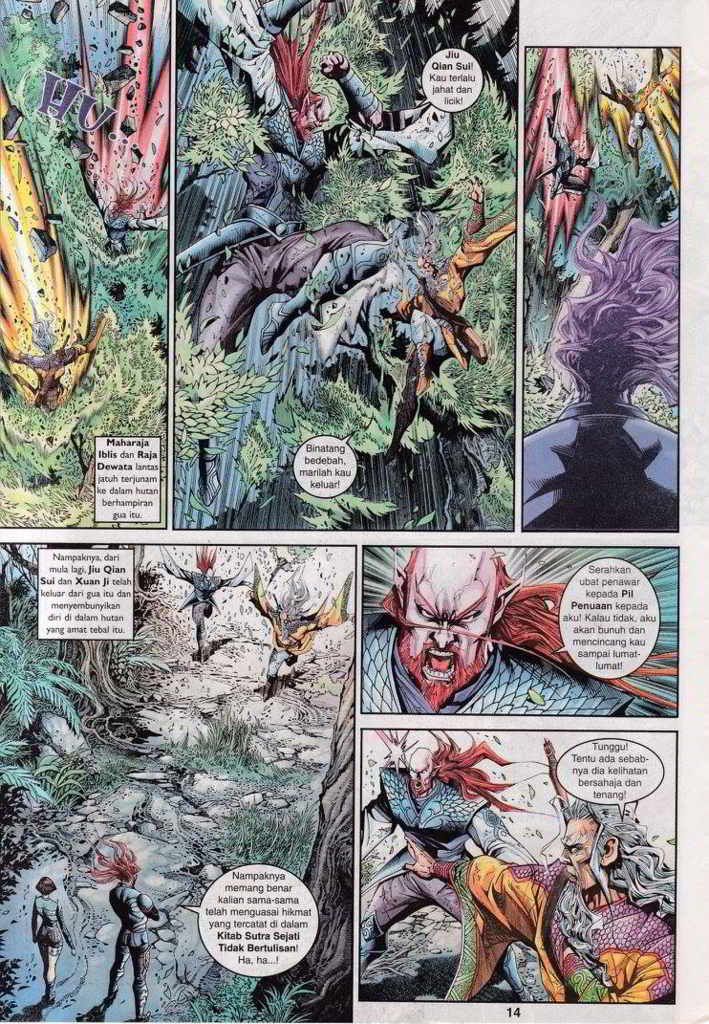 HU..
Maharaja
Iblis dan Raja
Dewata lantas
jatuh terjunam
ke dalam hutan
berhampiran
gua itu.
Jiu
Qian Sui!
Kau terlalu
jahat dan
licik!
Binatang
bedebah,
marilah kau
keluar!
Nampaknya, dari
mula lagi, Jiu Qian
Sui dan Xuan Ji telah
keluar dari gua itu dan
menyembunyikan
diri di dalam hutan
yang amat tebal itu.
Nampaknya
memang benar
kalian sama-sama
telah menguasai hikmat
yang tercatat di dalam
Kitab Sutra Sejati
Tidak Bertulisan!
Ha, ha...!
Serahkan
ubat penawar
kepada Pil
Penuaan kepada
aku! Kalau tidak, aku
akan bunuh dan
mencincang kau
sampai lumat-
lumat!
Tunggu!
Tentu ada sebab-
nya dia kelihatan
bersahaja dan
tenang!
14